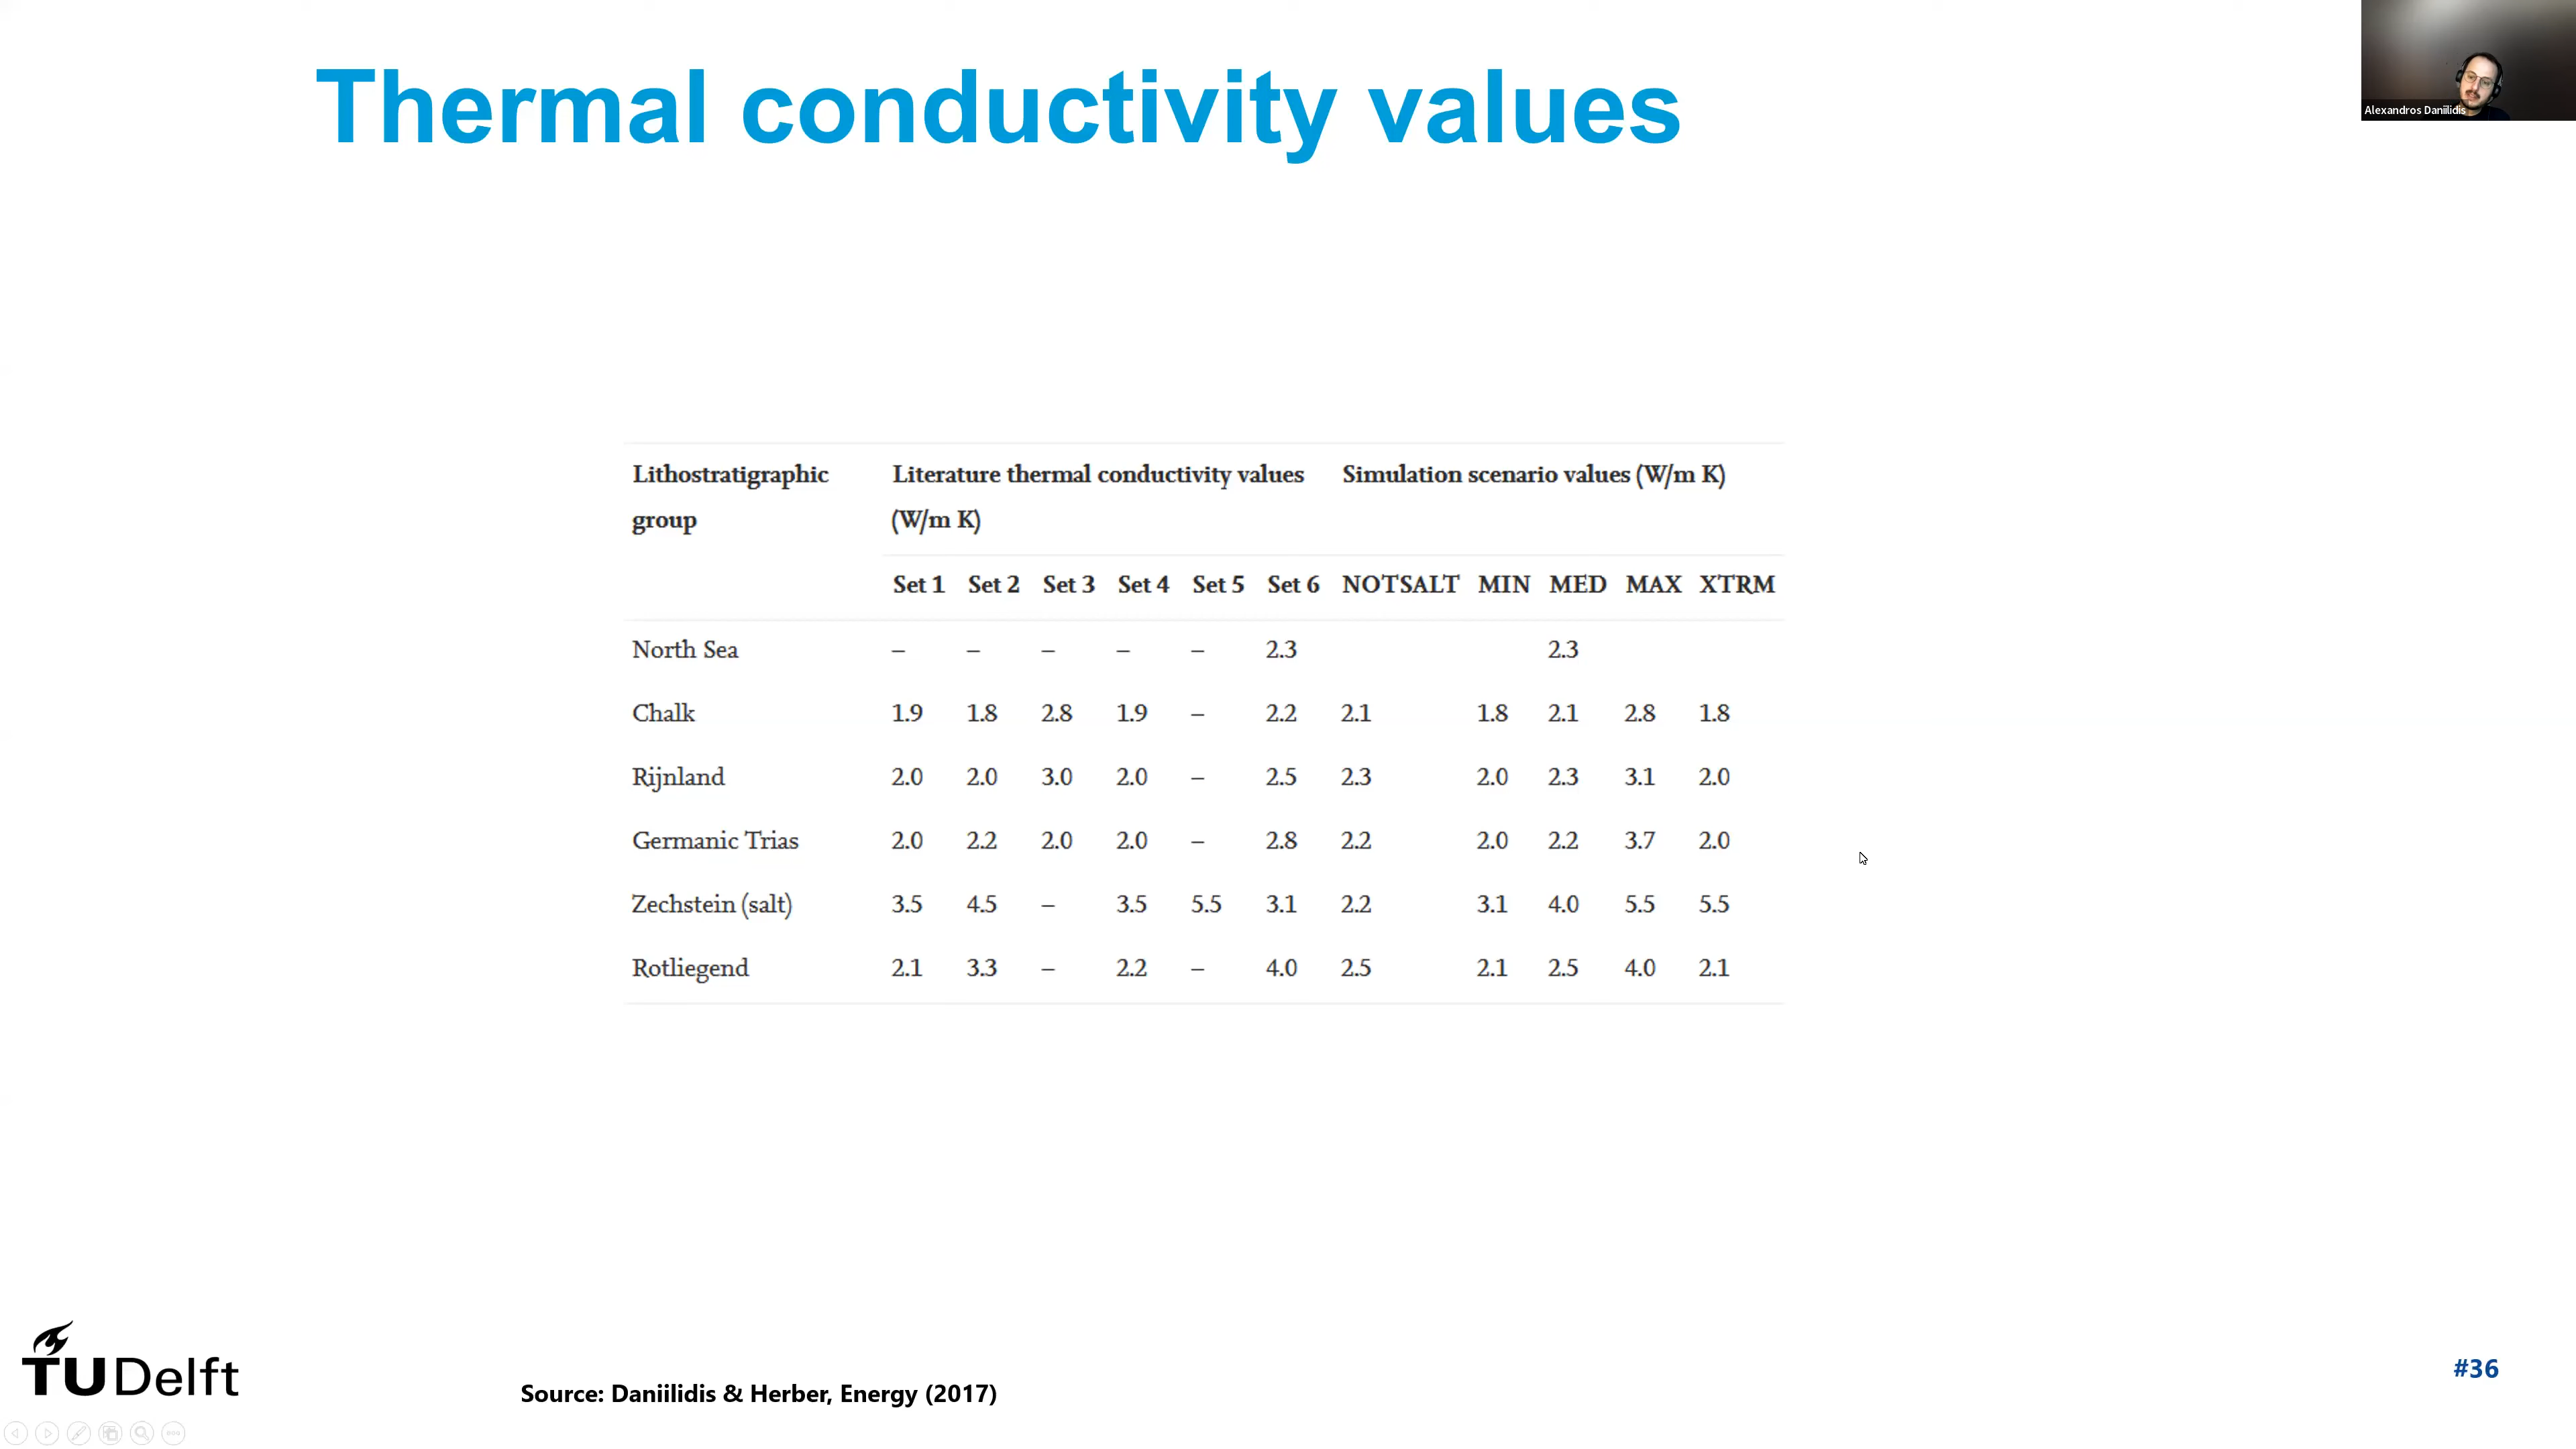 Thermal conductivity values
Alexandros Daniilidis
Lithostratigraphic group Literature thermal conductivity values (W/m K) Simulation scenario values (W/m K)
Set 1 Set 2 Set 3 Set 4 Set 5 Set 6 NOTSALT MIN MED MAX XTRM
North Sea – – – – – 2.3 2.3
Chalk 1.9 1.8 2.8 1.9 – 2.2 2.1 1.8 2.1 2.8 1.8
Rijnland 2.0 2.0 3.0 2.0 – 2.5 2.3 2.0 2.3 3.1 2.0
Germanic Trias 2.0 2.2 2.0 2.0 – 2.8 2.2 2.0 2.2 3.7 2.0
Zechstein (salt) 3.5 4.5 – 3.5 5.5 3.1 2.2 3.1 4.0 5.5 5.5
Rotliegend 2.1 3.3 – 2.2 – 4.0 2.5 2.1 2.5 4.0 2.1
TUDelft
Source: Daniilidis & Herber, Energy (2017)
#36